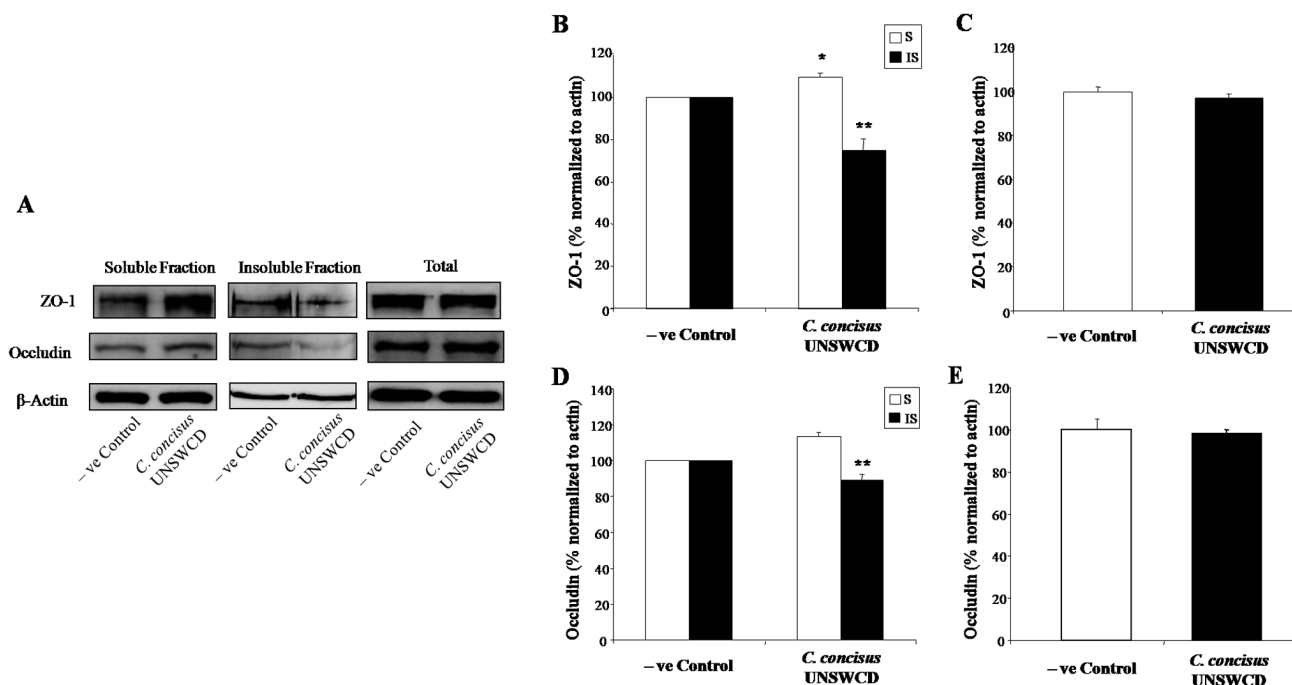 A
Soluble Fraction
Insoluble Fraction
Total
ZO-1
Occludin
β-Actin
– ve Control
C. concisus
UNSWCD
– ve Control
C. concisus
UNSWCD
– ve Control
C. concisus
UNSWCD
B
S
IS
ZO-1 (% normalized to actin)
120
100
80
60
40
20
0
*
**
– ve Control
C. concisus
UNSWCD
C
ZO-1 (% normalized to actin)
120
100
80
60
40
20
0
– ve Control
C. concisus
UNSWCD
D
S
IS
Occludin (% normalized to actin)
140
120
100
80
60
40
20
0
**
– ve Control
C. concisus
UNSWCD
E
Occludin (% normalized to actin)
120
100
80
60
40
20
0
– ve Control
C. concisus
UNSWCD